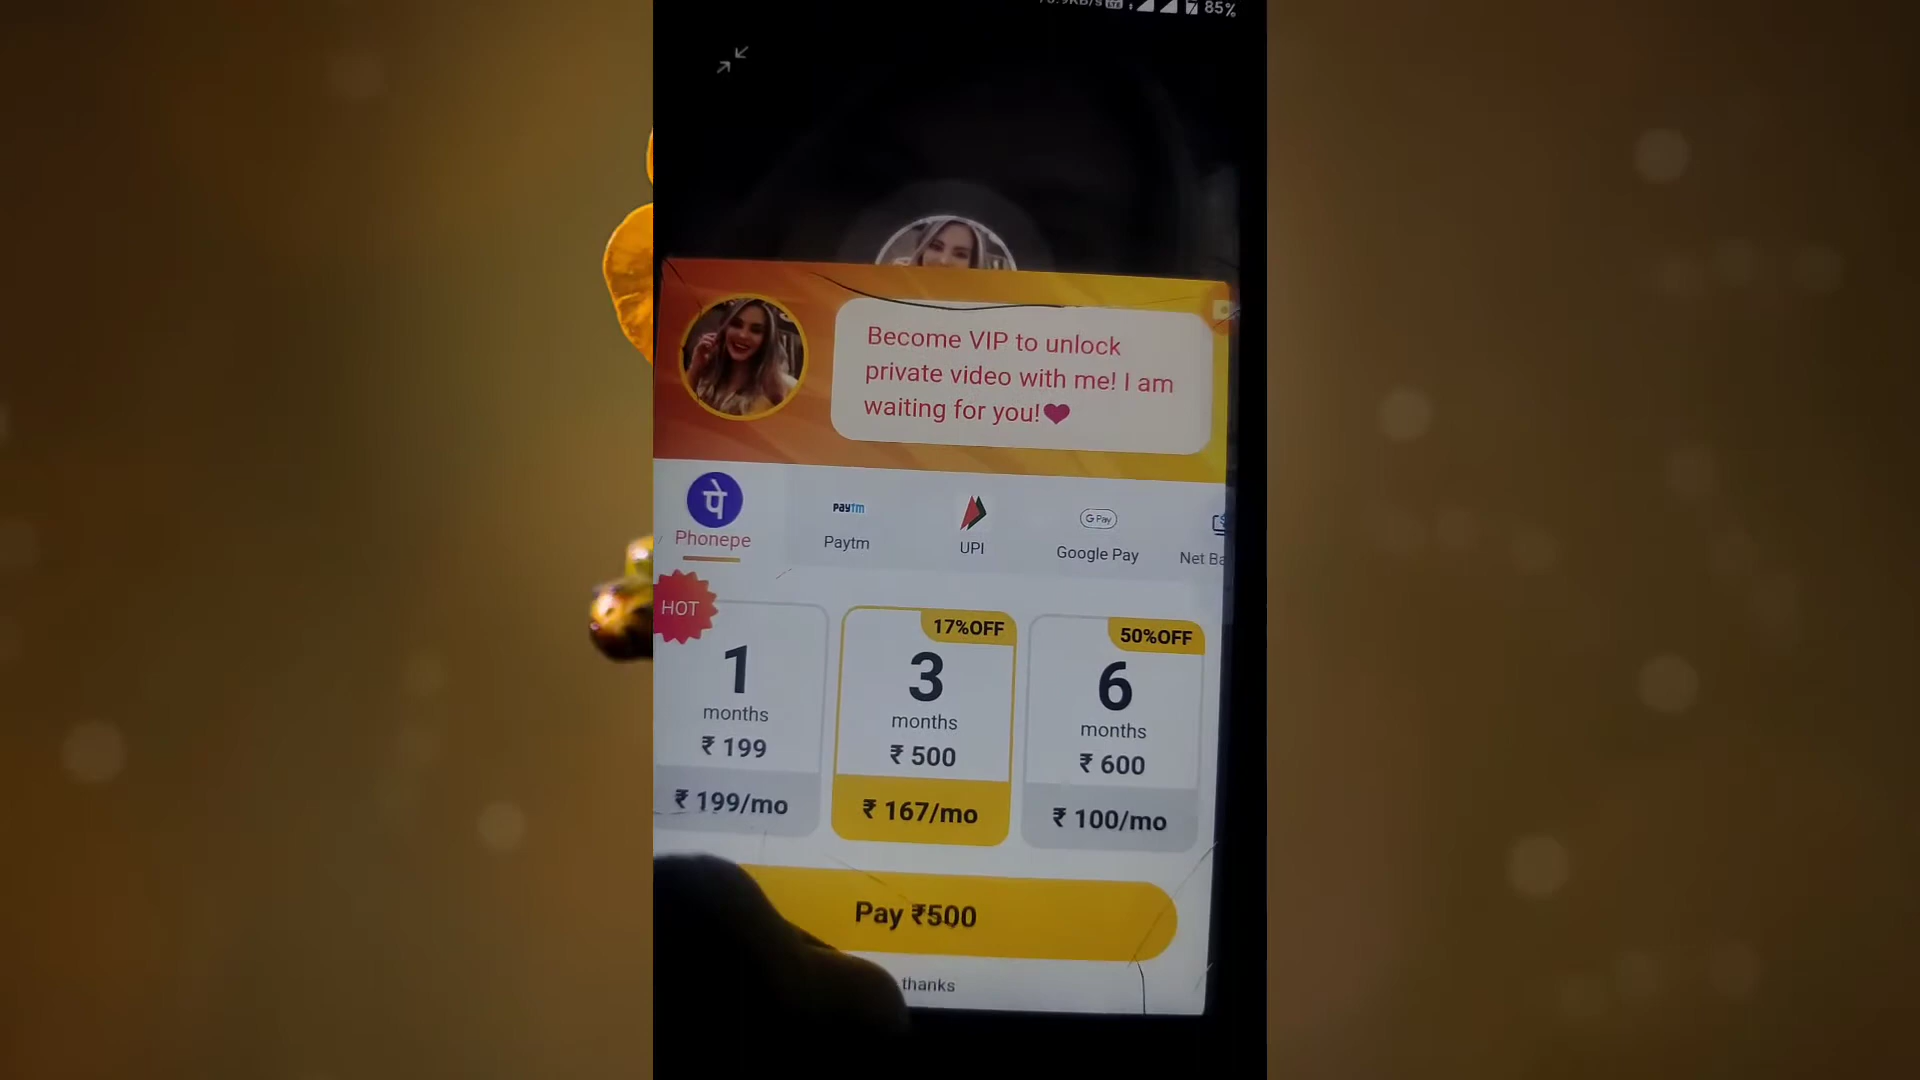 85%
Become VIP to unlock
private video with me! I am
waiting for you!❤
पे
Phonepe
paytm
Paytm
UPI
G Pay
Google Pay
Net Ba
HOT
1
months
₹ 199
₹ 199/mo
17%OFF
3
months
₹ 500
₹ 167/mo
50%OFF
6
months
₹ 600
₹ 100/mo
Pay ₹500
thanks